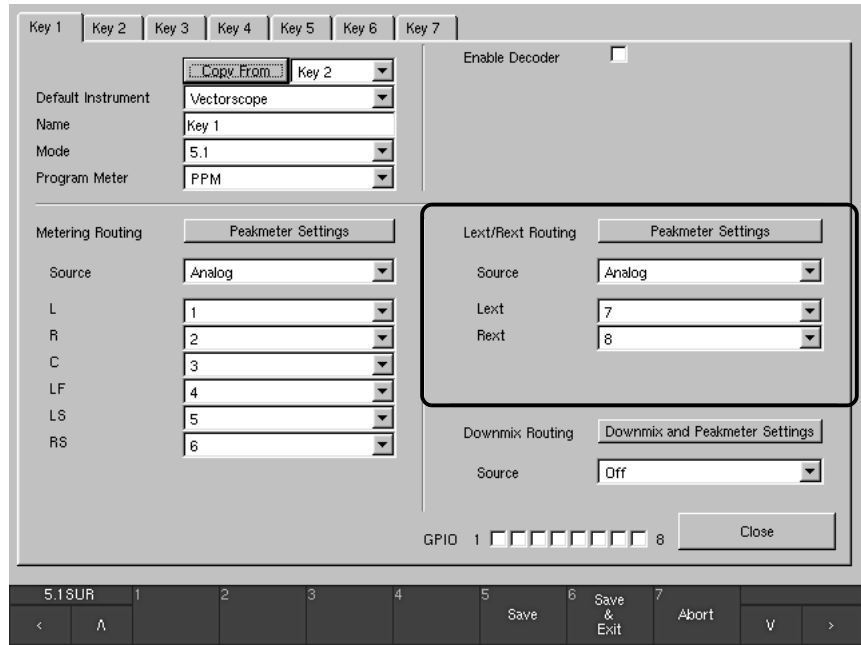 Key 1 Key 2 Key 3 Key 4 Key 5 Key 6 Key 7
Copy From Key 2
Default Instrument Vectorscope
Name Key 1
Mode 5.1
Program Meter PPM
Enable Decoder
Metering Routing Peakmeter Settings
Source Analog
L 1
R 2
C 3
LF 4
LS 5
RS 6
Lext/Rext Routing Peakmeter Settings
Source Analog
Lext 7
Rext 8
Downmix Routing Downmix and Peakmeter Settings
Source Off
GPIO 1 8 Close
5.1SUR 1 2 3 4 5 6 7
< Λ Save Save & Exit Abort V >